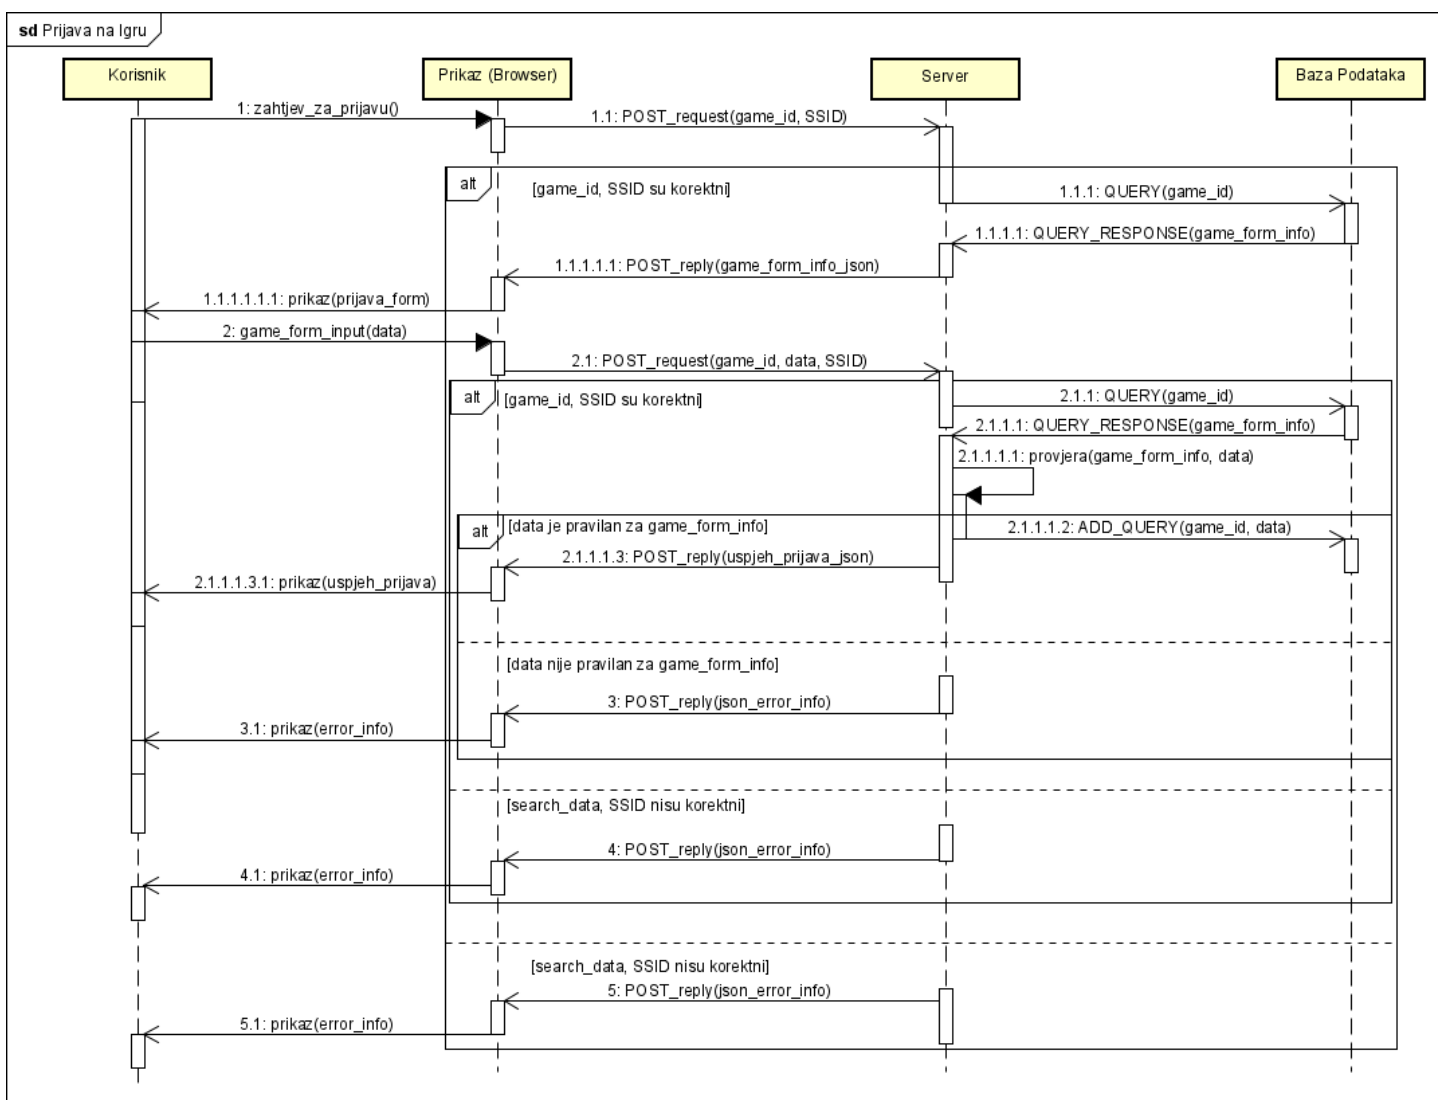 sd Prijava na Igru
Korisnik
Prikaz (Browser)
Server
Baza Podataka
1: zahtjev_za_prijavu()
1.1: POST_request(game_id, SSID)
alt
[game_id, SSID su korektni]
1.1.1: QUERY(game_id)
1.1.1.1: QUERY_RESPONSE(game_form_info)
1.1.1.1.1: POST_reply(game_form_info_json)
1.1.1.1.1.1: prikaz(prijava_form)
2: game_form_input(data)
2.1: POST_request(game_id, data, SSID)
alt
[game_id, SSID su korektni]
2.1.1: QUERY(game_id)
2.1.1.1: QUERY_RESPONSE(game_form_info)
2.1.1.1.1: provjera(game_form_info, data)
alt
[data je pravilan za game_form_info]
2.1.1.1.2: ADD_QUERY(game_id, data)
2.1.1.1.3: POST_reply(uspjeh_prijava_json)
2.1.1.1.3.1: prikaz(uspjeh_prijava)
[data nije pravilan za game_form_info]
3: POST_reply(json_error_info)
3.1: prikaz(error_info)
[search_data, SSID nisu korektni]
4: POST_reply(json_error_info)
4.1: prikaz(error_info)
[search_data, SSID nisu korektni]
5: POST_reply(json_error_info)
5.1: prikaz(error_info)